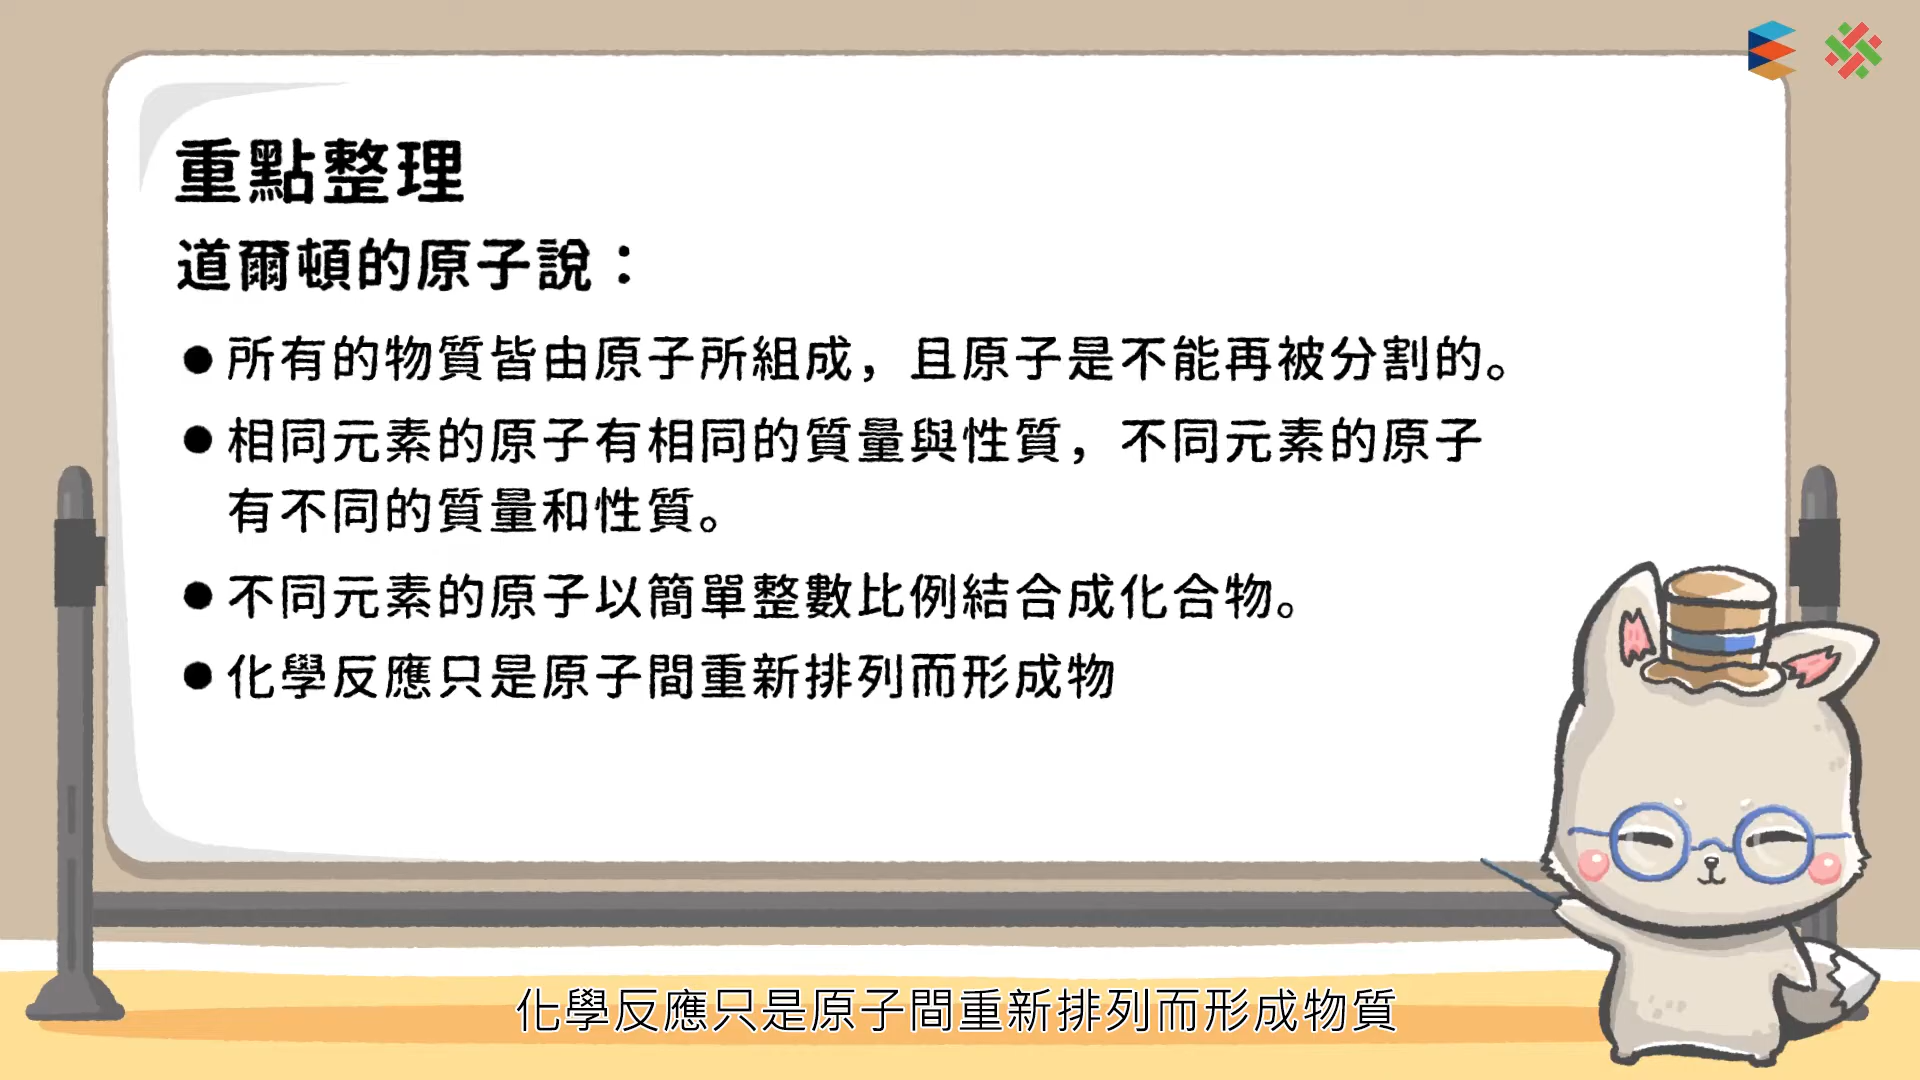 重點整理
道爾頓的原子說：
●所有的物質皆由原子所組成，且原子是不能再被分割的。
●相同元素的原子有相同的質量與性質，不同元素的原子
有不同的質量和性質。
●不同元素的原子以簡單整數比例結合成化合物。
●化學反應只是原子間重新排列而形成物
化學反應只是原子間重新排列而形成物質